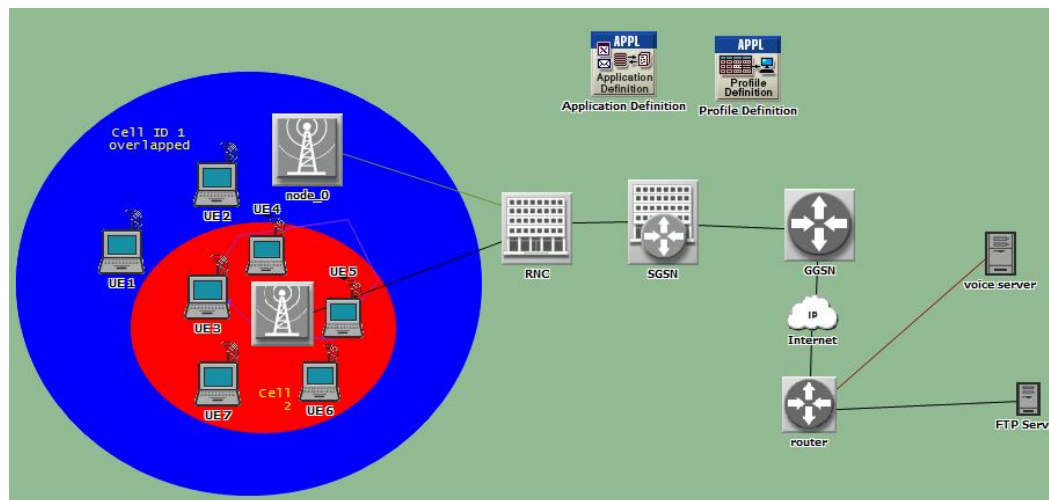 APPL
Application
Definition
Application Definition
APPL
Profile
Definition
Profile Definition
Cell ID 1
overlapped
UE 2
node_0
UE 4
UE 1
UE 3
UE 5
UE 7
Cell
2
UE 6
RNC
SGSN
GGSN
voice server
IP
Internet
router
FTP Serv